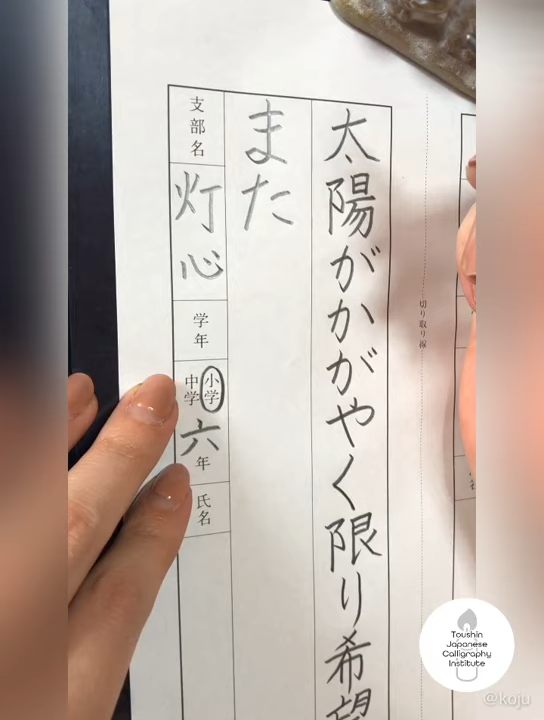 太陽がかがやく限り希望
また
支部名
灯心
学年
小学
中学
六年
氏名
切り取り線
Toushin
Japanese
Calligraphy
Institute
@koju